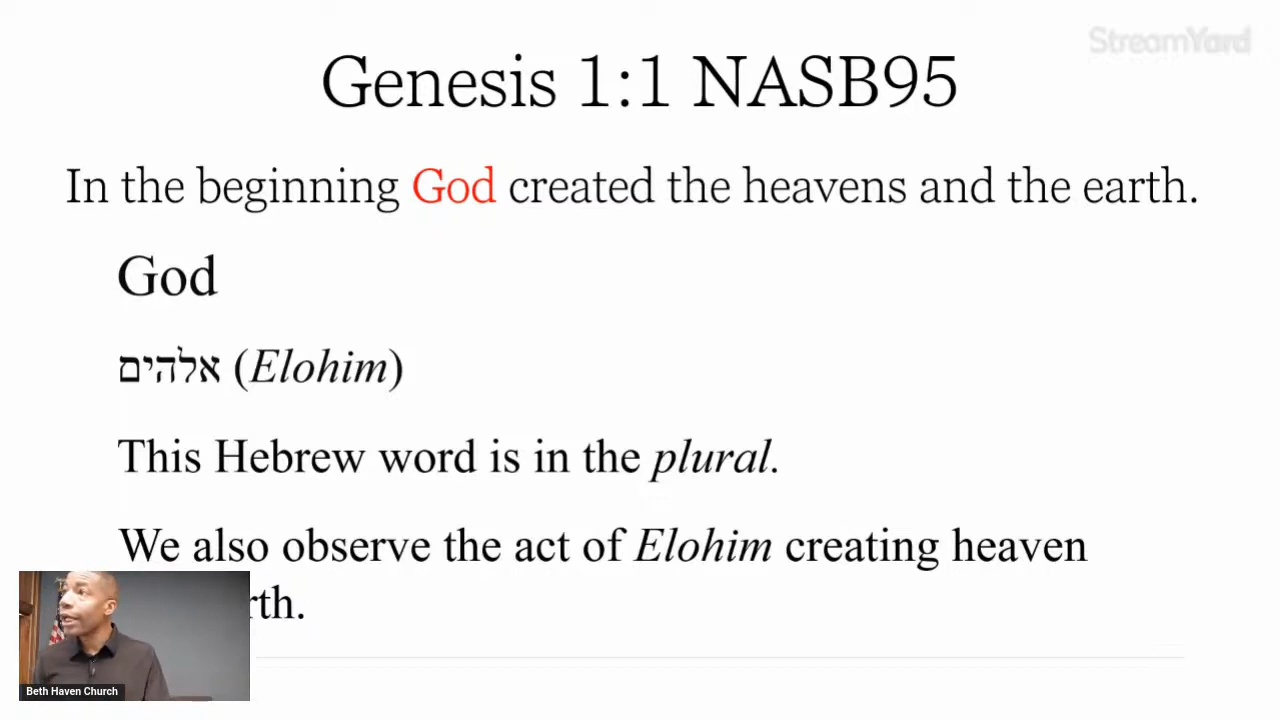 StreamYard
Genesis 1:1 NASB95
In the beginning God created the heavens and the earth.
God
אלהים (Elohim)
This Hebrew word is in the plural.
We also observe the act of Elohim creating heaven
rth.
Beth Haven Church